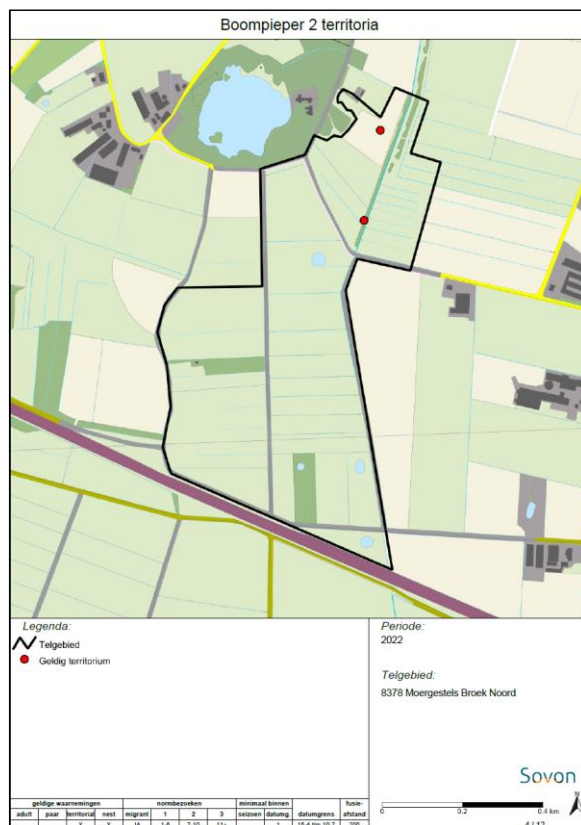 Boompieper 2 territoria
Legenda:
Telgebied
Geldig territorium
Periode:
2022
Telgebied:
8378 Moergestels Broek Noord
Sovon
N
0 0.2 0.4 km
geldige waarnemingen normbezoeken minimaal binnen fusie-
adult paar territorial nest migrant 1 2 3 seizoen datumg. datumgrens afstand
X X 1